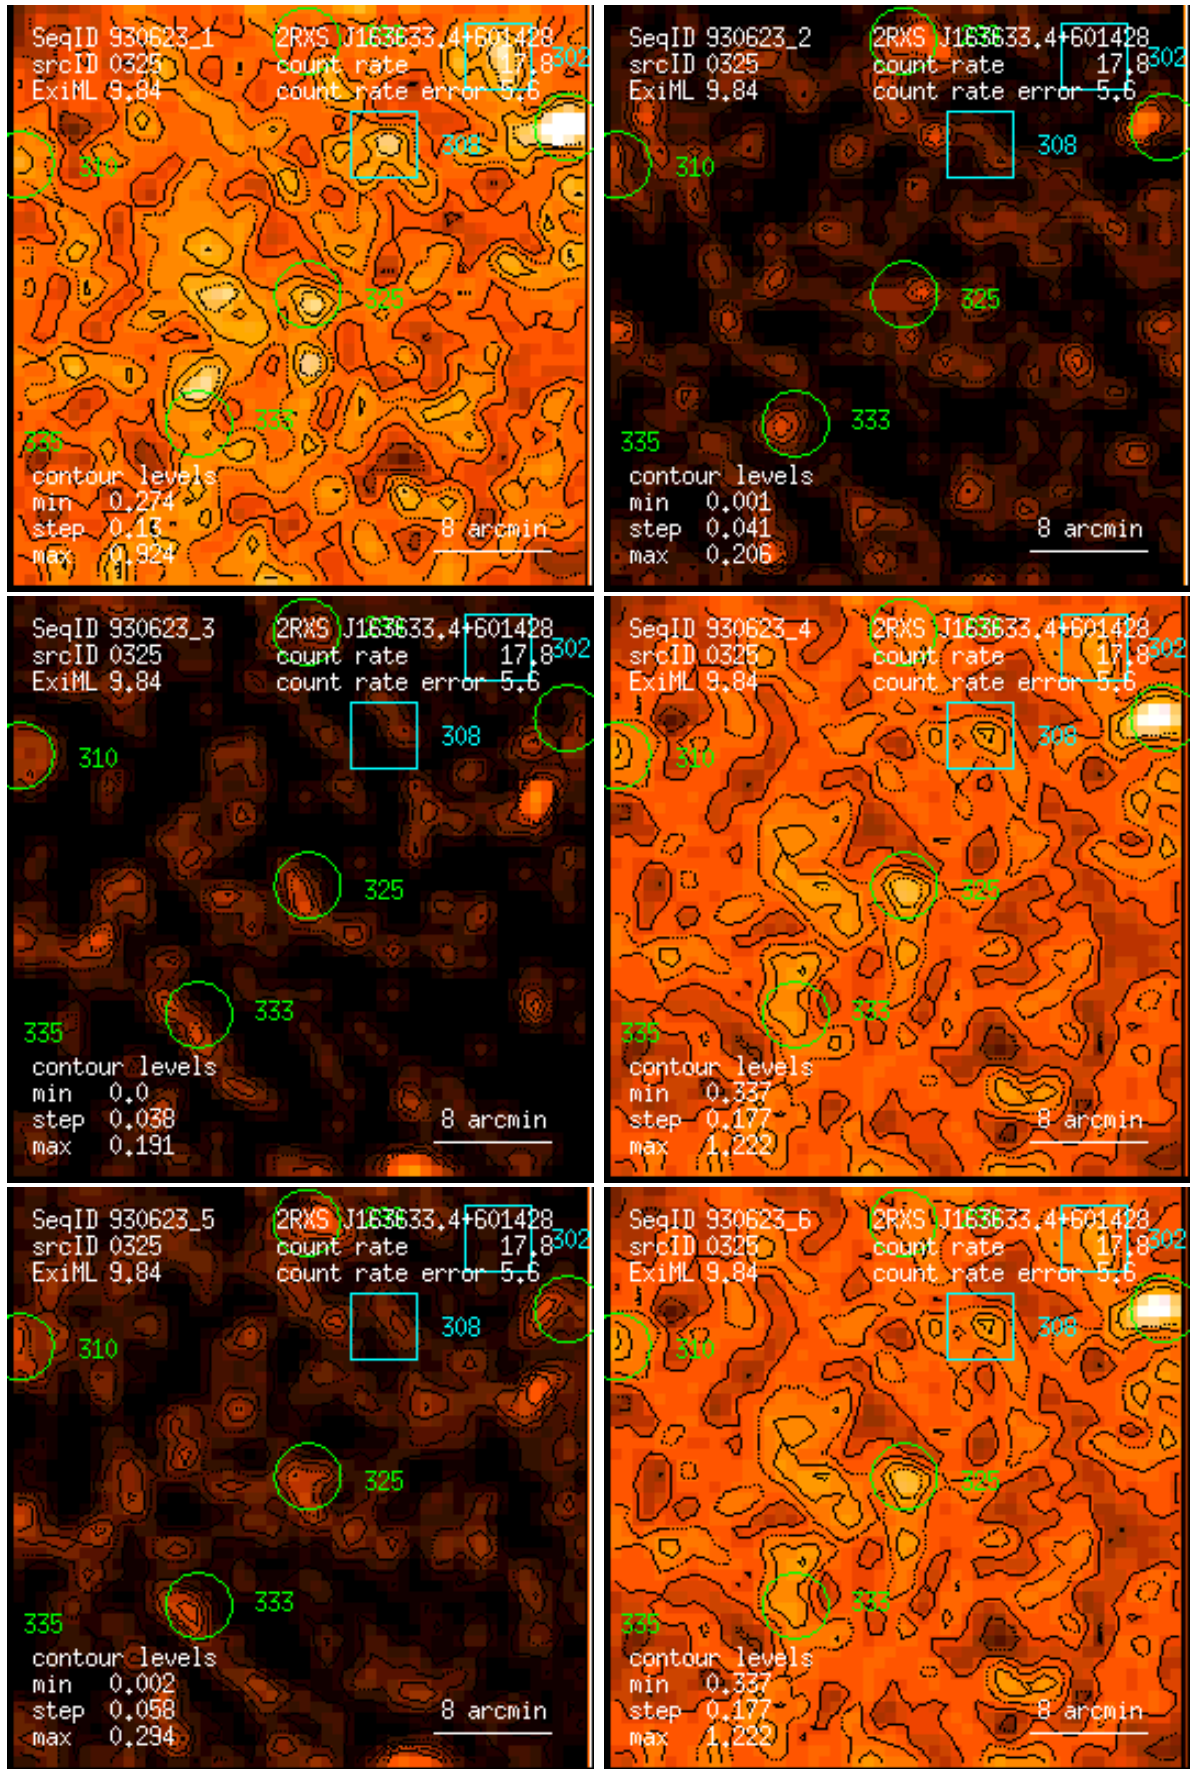 SeqID 930623_1 2RXS J163633.4+601428
srcID 0325 count rate 17.8 302
ExiML 9.84 count rate error 5.6
308
310
325
333
335
contour levels
min 0.274
step 0.13
max 0.924
8 arcmin
SeqID 930623_2 2RXS J163633.4+601428
srcID 0325 count rate 17.8 302
ExiML 9.84 count rate error 5.6
308
310
325
333
335
contour levels
min 0.001
step 0.041
max 0.206
8 arcmin
SeqID 930623_3 2RXS J163633.4+601428
srcID 0325 count rate 17.8 302
ExiML 9.84 count rate error 5.6
308
310
325
333
335
contour levels
min 0.0
step 0.038
max 0.191
8 arcmin
SeqID 930623_4 2RXS J163633.4+601428
srcID 0325 count rate 17.8 302
ExiML 9.84 count rate error 5.6
308
310
325
333
335
contour levels
min 0.337
step 0.177
max 1.222
8 arcmin
SeqID 930623_5 2RXS J163633.4+601428
srcID 0325 count rate 17.8 302
ExiML 9.84 count rate error 5.6
308
310
325
333
335
contour levels
min 0.002
step 0.058
max 0.294
8 arcmin
SeqID 930623_6 2RXS J163633.4+601428
srcID 0325 count rate 17.8 302
ExiML 9.84 count rate error 5.6
308
310
325
333
335
contour levels
min 0.337
step 0.177
max 1.222
8 arcmin